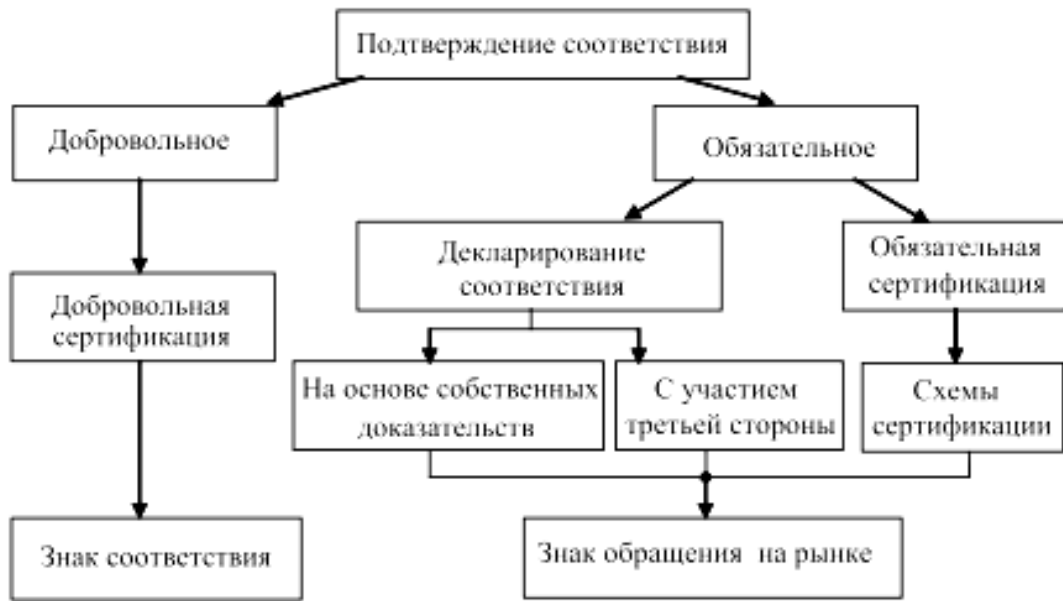 Подтверждение соответствия
Добровольное
Обязательное
Декларирование
соответствия
Обязательная
сертификация
Добровольная
сертификация
На основе собственных
доказательств
С участием
третьей стороны
Схемы
сертификации
Знак соответствия
Знак обращения на рынке